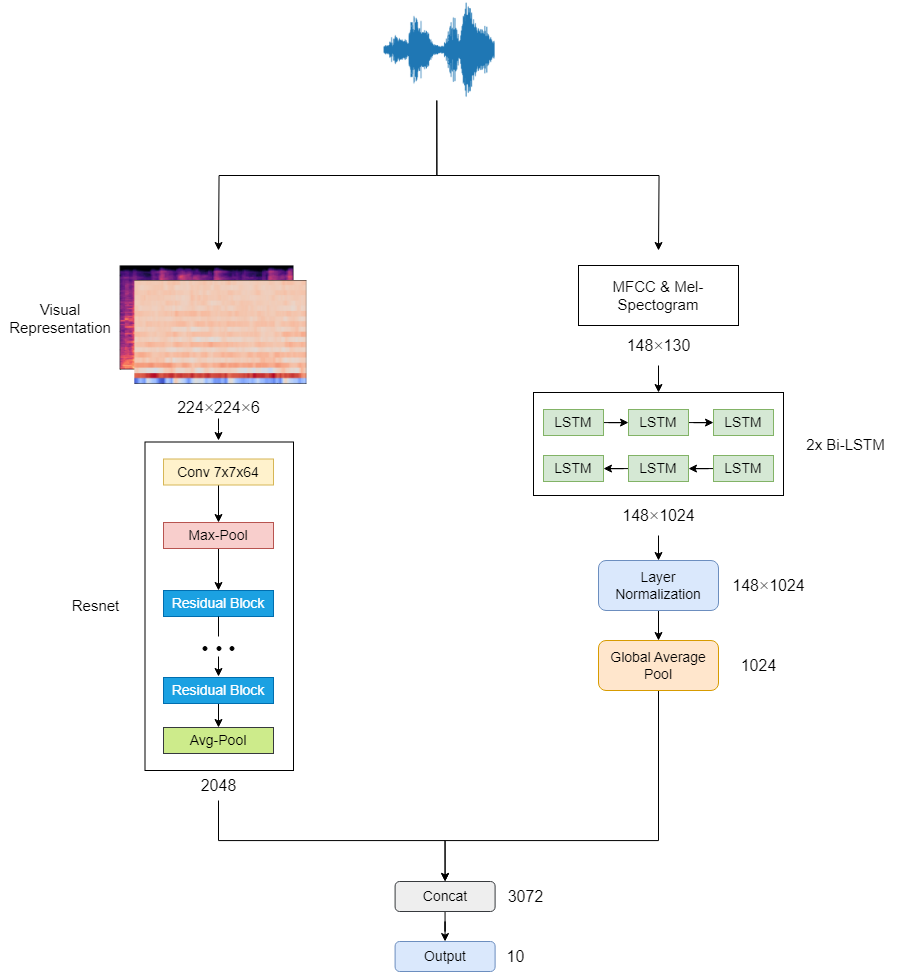 Visual
Representation
224×224×6
Resnet
Conv 7x7x64
Max-Pool
Residual Block
Residual Block
Avg-Pool
2048
MFCC & Mel-
Spectogram
148×130
LSTM LSTM LSTM
LSTM LSTM LSTM
2x Bi-LSTM
148×1024
Layer
Normalization
148×1024
Global Average
Pool
1024
Concat
3072
Output
10